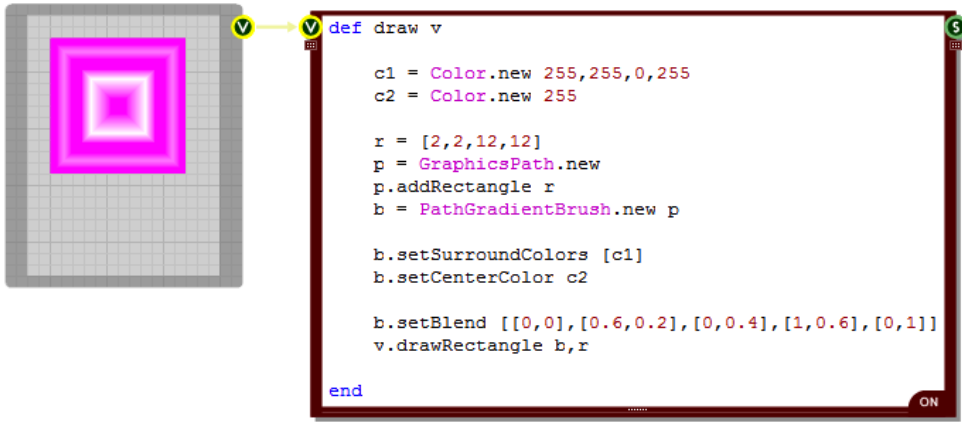 V
V
S
def draw v
c1 = Color.new 255,255,0,255
c2 = Color.new 255
r = [2,2,12,12]
p = GraphicsPath.new
p.addRectangle r
b = PathGradientBrush.new p
b.setSurroundColors [c1]
b.setCenterColor c2
b.setBlend [[0,0],[0.6,0.2],[0,0.4],[1,0.6],[0,1]]
v.drawRectangle b,r
end
ON